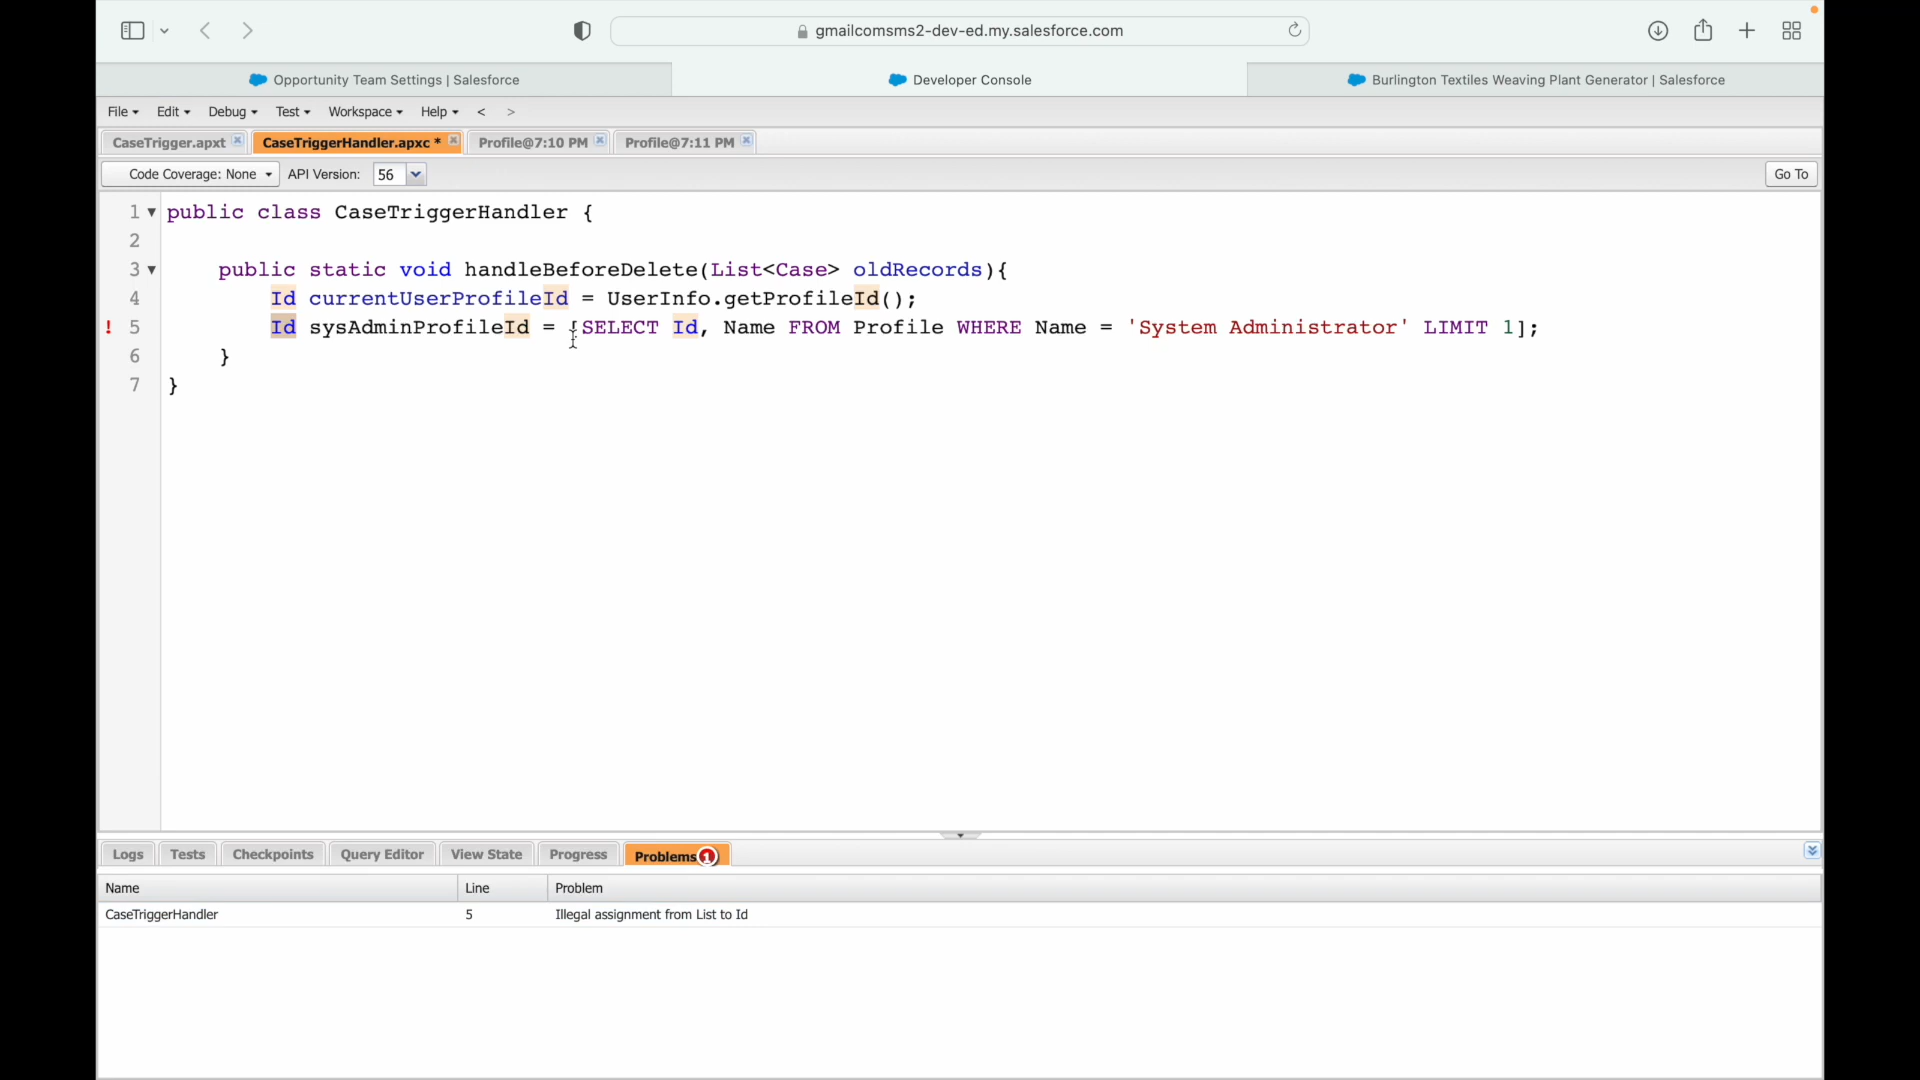 gmailcomsms2-dev-ed.my.salesforce.com
Opportunity Team Settings | Salesforce
Developer Console
Burlington Textiles Weaving Plant Generator | Salesforce
File Edit Debug Test Workspace Help < >
CaseTrigger.apxt
CaseTriggerHandler.apxc *
Profile@7:10 PM
Profile@7:11 PM
Code Coverage: None API Version: 56 Go To
1 public class CaseTriggerHandler {
2
3 public static void handleBeforeDelete(List<Case> oldRecords){
4 Id currentUserProfileId = UserInfo.getProfileId();
! 5 Id sysAdminProfileId = [SELECT Id, Name FROM Profile WHERE Name = 'System Administrator' LIMIT 1];
6 }
7 }
Logs Tests Checkpoints Query Editor View State Progress Problems 1
Name Line Problem
CaseTriggerHandler 5 Illegal assignment from List to Id